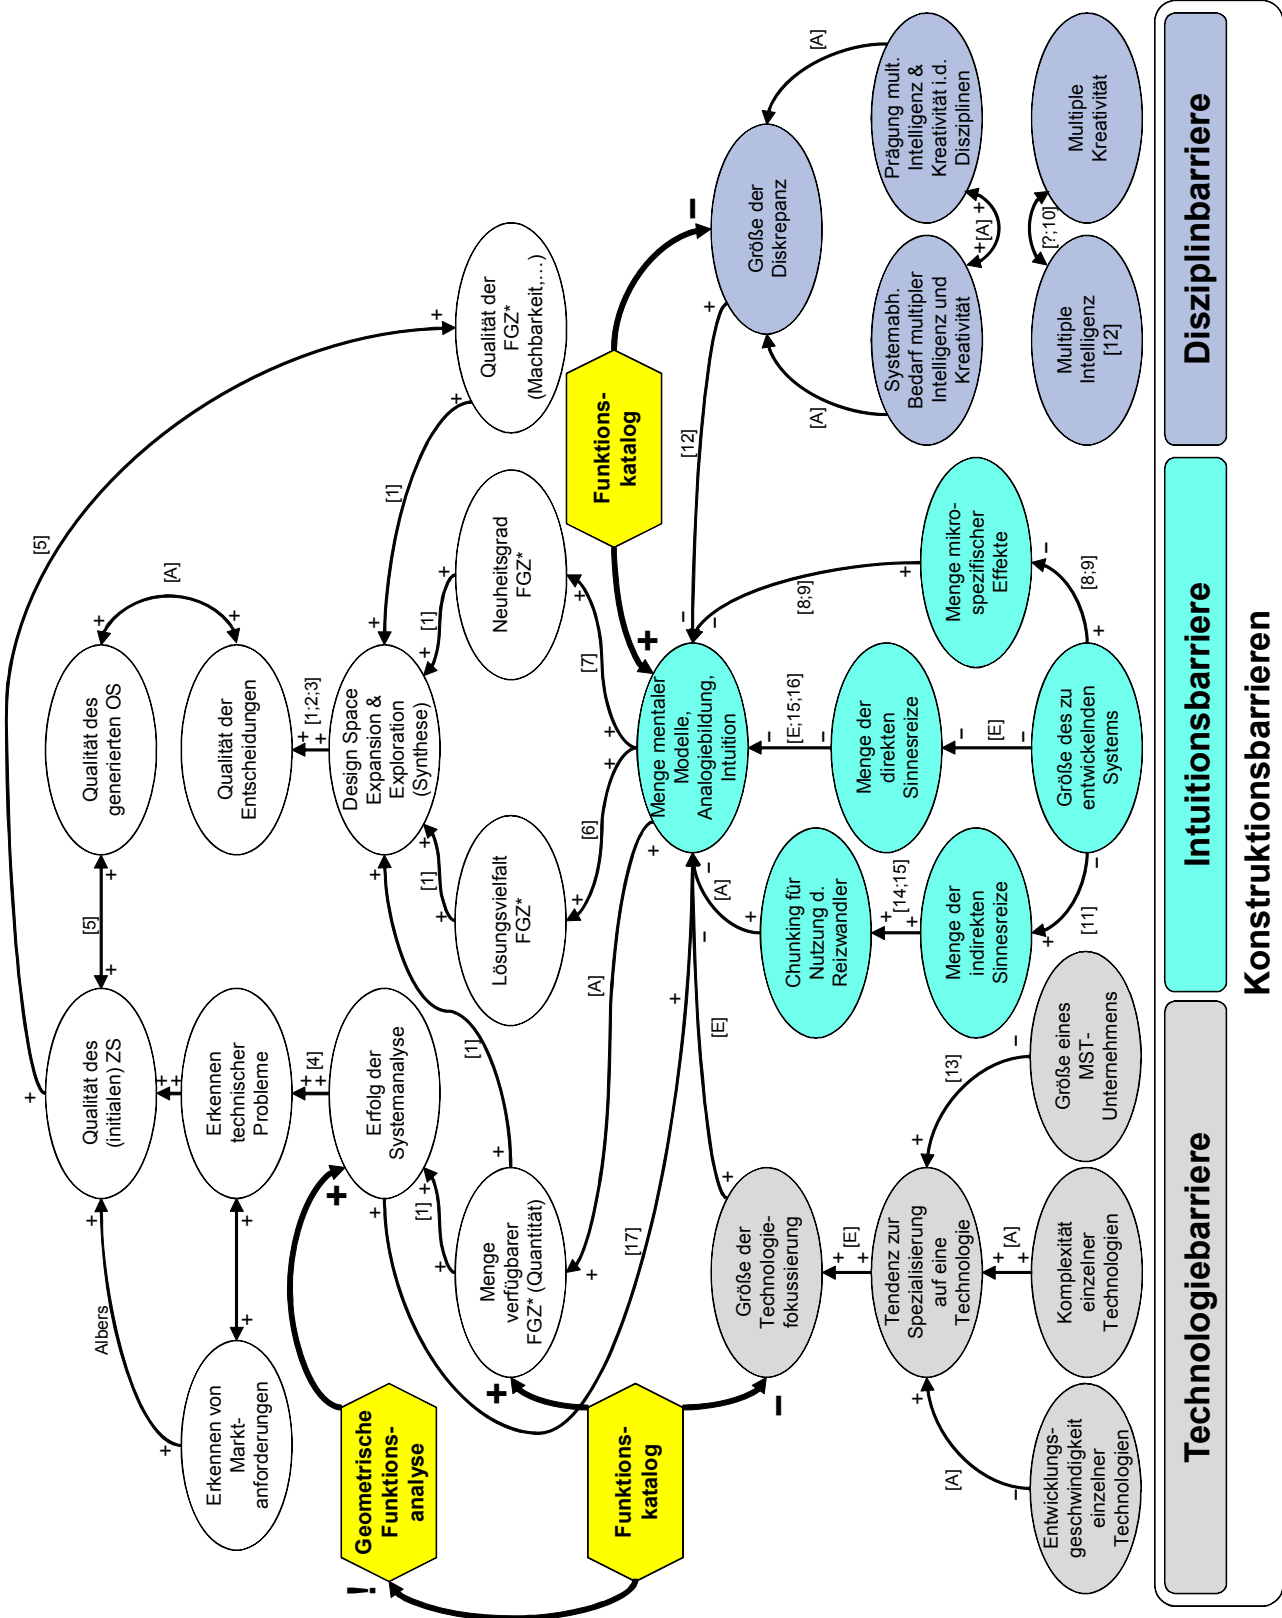 Erkennen von
Markt-
anforderungen
+
Albers
+
Qualität des
(initialen) ZS
+
[5]
+
+
[5]
+
Qualität des
generierten OS
+
[A]
+
Qualität der
Entscheidungen
+
+
Erkennen
technischer
Probleme
+
+
+
+
[4]
Erfolg der
Systemanalyse
+
+
+
[1;2;3]
Design Space
Expansion &
Exploration
(Synthese)
+
+
[1]
+
Qualität der
FGZ*
(Machbarkeit,...)
Geometrische
Funktions-
analyse
!
+
Menge
verfügbarer
FGZ* (Quantität)
+
[1]
+
+
[1]
+
Lösungsvielfalt
FGZ*
+
[1]
+
Neuheitsgrad
FGZ*
+
[1]
+
Funktions-
katalog
+
–
[17]
+
+
[A]
+
+
[6]
+
+
[7]
+
Funktions-
katalog
+
–
Größe der
Technologie-
fokussierung
+
[E]
–
Menge mentaler
Modelle,
Analogiebildung,
Intuition
–
[A]
+
–
[E;15;16]
–
–
[8;9]
+
–
[12]
+
Größe der
Diskrepanz
[A]
[A]
+
[E]
+
Tendenz zur
Spezialisierung
auf eine
Technologie
+
[A]
–
+
[A]
+
+
[13]
–
Chunking für
Nutzung d.
Reizwandler
+
[14;15]
+
Menge der
indirekten
Sinnesreize
+
[11]
–
Menge der
direkten
Sinnesreize
–
[E]
–
Menge mikro-
spezifischer
Effekte
–
[8;9]
+
Systemabh.
Bedarf multipler
Intelligenz und
Kreativität
+
[A]
+
Prägung mult.
Intelligenz &
Kreativität i.d.
Disziplinen
Entwicklungs-
geschwindigkeit
einzelner
Technologien
Komplexität
einzelner
Technologien
Größe eines
MST-
Unternehmens
Größe des zu
entwickelnden
Systems
Multiple
Intelligenz
[12]
[?;10]
Multiple
Kreativität
Technologiebarriere
Intuitionsbarriere
Disziplinbarriere
Konstruktionsbarrieren